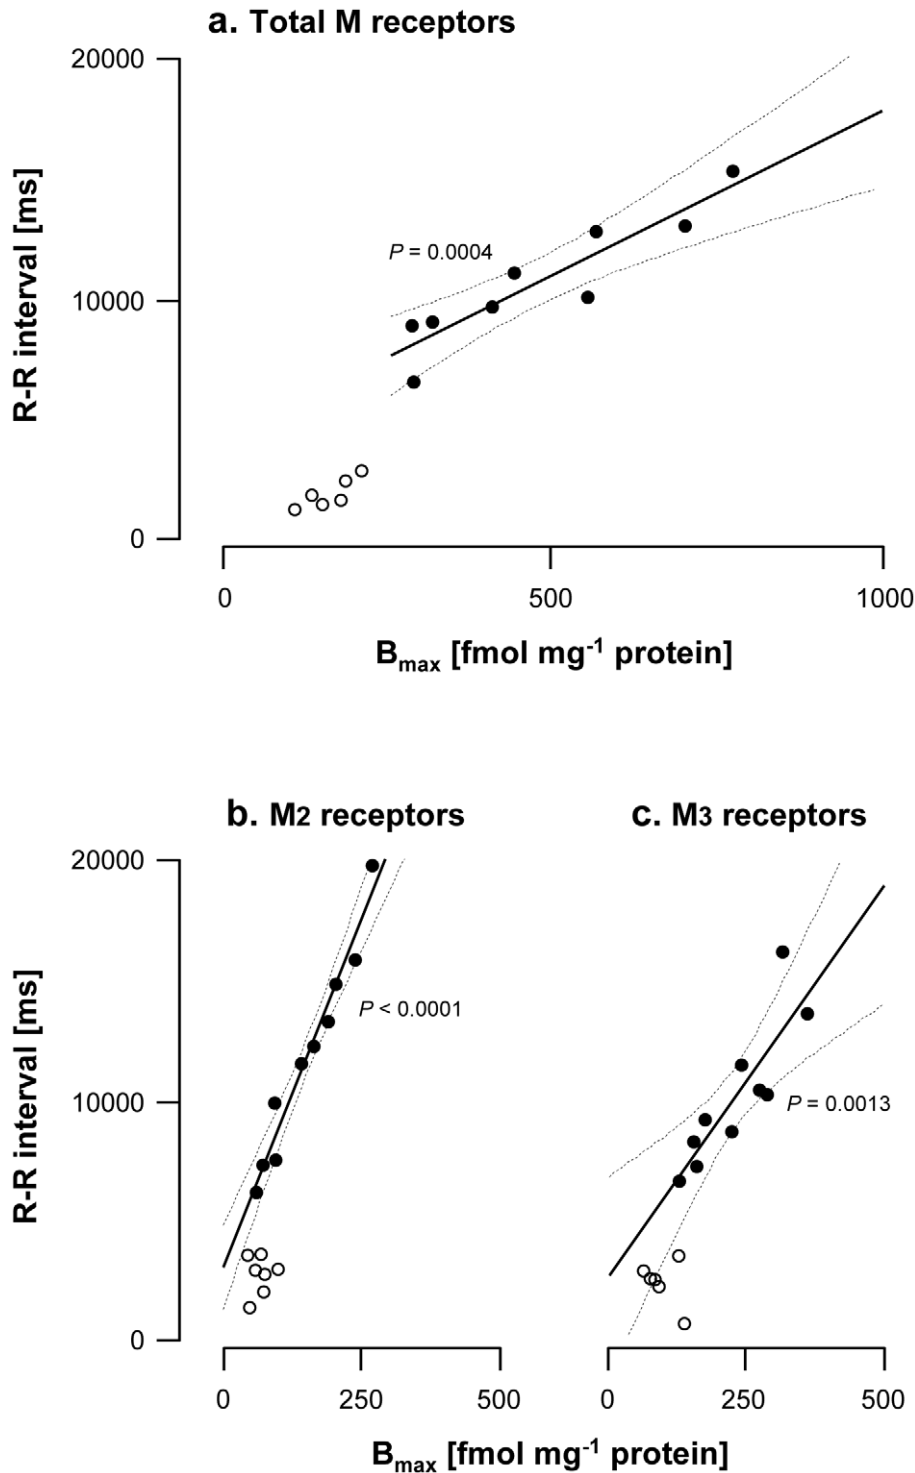 a. Total M receptors
20000
10000
0
R-R interval [ms]
P = 0.0004
0 500 1000
Bmax [fmol mg-1 protein]
b. M2 receptors
20000
10000
0
R-R interval [ms]
P < 0.0001
0 250 500
c. M3 receptors
P = 0.0013
0 250 500
Bmax [fmol mg-1 protein]